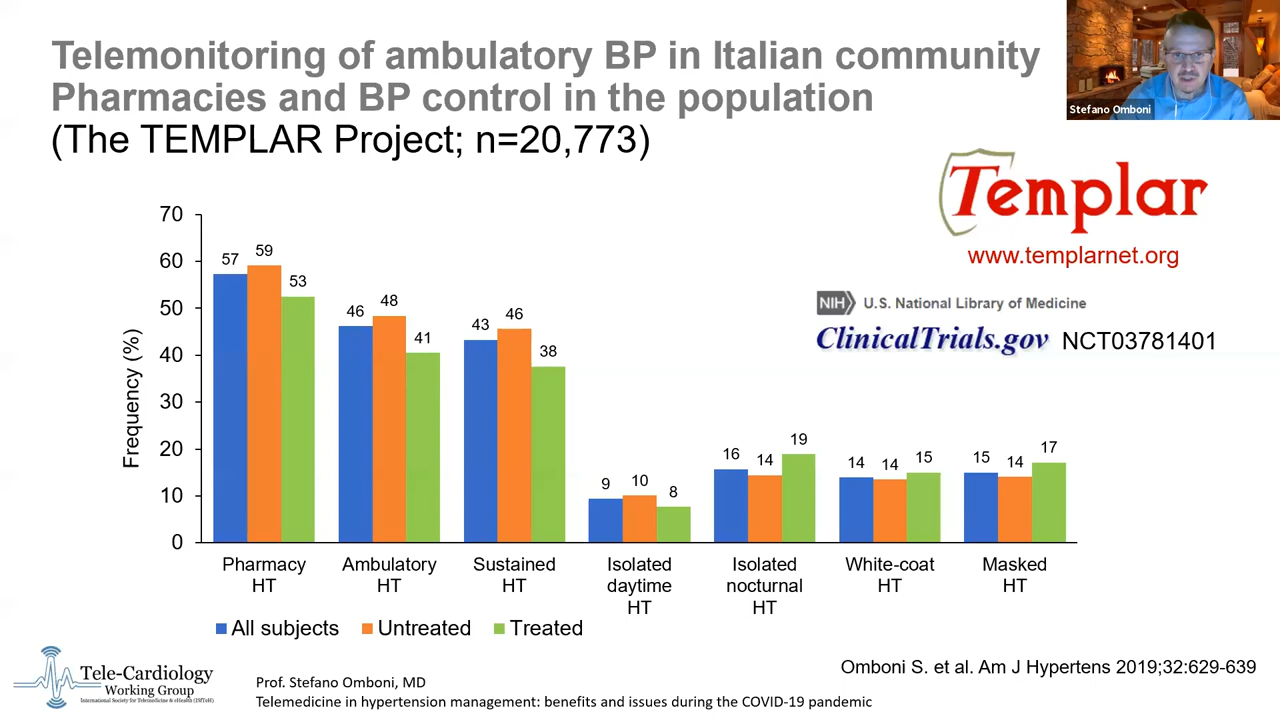 Telemonitoring of ambulatory BP in Italian community
Pharmacies and BP control in the population
(The TEMPLAR Project; n=20,773)
Stefano Omboni
Templar
www.templarnet.org
NIH U.S. National Library of Medicine
ClinicalTrials.gov NCT03781401
Frequency (%)
70
60
50
40
30
20
10
0
57 59 53
46 48 41
43 46 38
9 10 8
16 14 19
14 14 15
15 14 17
Pharmacy
HT
Ambulatory
HT
Sustained
HT
Isolated
daytime
HT
Isolated
nocturnal
HT
White-coat
HT
Masked
HT
All subjects Untreated Treated
Tele-Cardiology
Working Group
International Society for Telemedicine & eHealth (ISfTeH)
Prof. Stefano Omboni, MD
Telemedicine in hypertension management: benefits and issues during the COVID-19 pandemic
Omboni S. et al. Am J Hypertens 2019;32:629-639